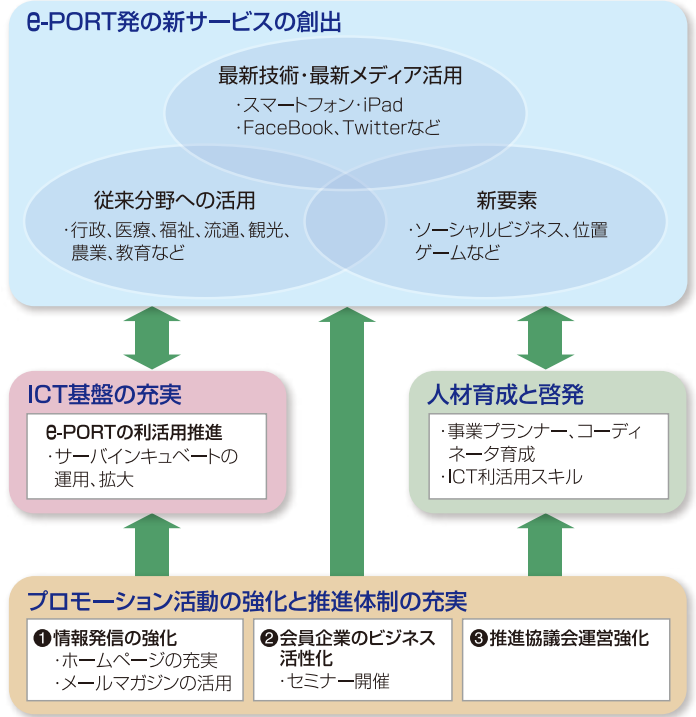 e-PORT発の新サービスの創出
最新技術・最新メディア活用
・スマートフォン・iPad
・FaceBook、Twitterなど
従来分野への活用
・行政、医療、福祉、流通、観光、
農業、教育など
新要素
・ソーシャルビジネス、位置
ゲームなど
ICT基盤の充実
e-PORTの利活用推進
・サーバインキュベートの
運用、拡大
人材育成と啓発
・事業プランナー、コーディ
ネータ育成
・ICT利活用スキル
プロモーション活動の強化と推進体制の充実
❶情報発信の強化
・ホームページの充実
・メールマガジンの活用
❷会員企業のビジネス
活性化
・セミナー開催
❸推進協議会運営強化